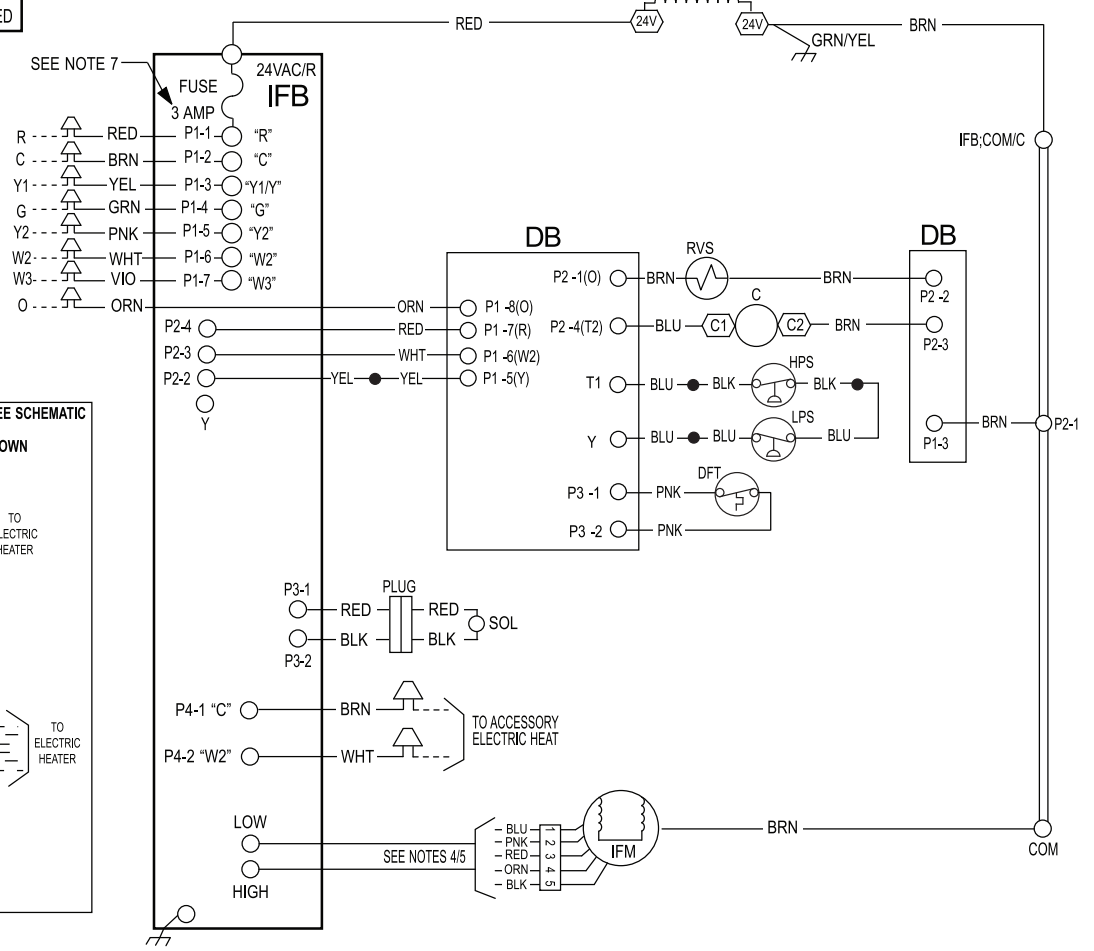 RED
24V
24V
BRN
GRN/YEL
SEE NOTE 7
24VAC/R
FUSE
IFB
3 AMP
R RED P1-1 "R"
C BRN P1-2 "C"
Y1 YEL P1-3 "Y1/Y"
G GRN P1-4 "G"
Y2 PNK P1-5 "Y2"
W2 WHT P1-6 "W2"
W3 VIO P1-7 "W3"
O ORN
IFB;COM/C
DB
DB
RVS
P2 -1(O) BRN BRN P2 -2
C
P2 -4(T2) BLU C1 C2 BRN P2-3
HPS
T1 BLU BLK BLK
LPS
Y BLU BLU BLU
P1-3 BRN P2-1
DFT
P3 -1 PNK
P3 -2 PNK
ORN P1 -8(O)
P2-4 RED P1 -7(R)
P2-3 WHT P1 -6(W2)
P2-2 YEL YEL P1 -5(Y)
Y
EE SCHEMATIC
OWN
TO
LECTRIC
HEATER
TO
ELECTRIC
HEATER
P3-1
PLUG
RED RED
SOL
BLK BLK
P3-2
P4-1 "C" BRN
P4-2 "W2" WHT
TO ACCESSORY
ELECTRIC HEAT
LOW
HIGH
SEE NOTES 4/5
BLU 1
PNK 2
RED 3
ORN 4
BLK 5
IFM
BRN
COM